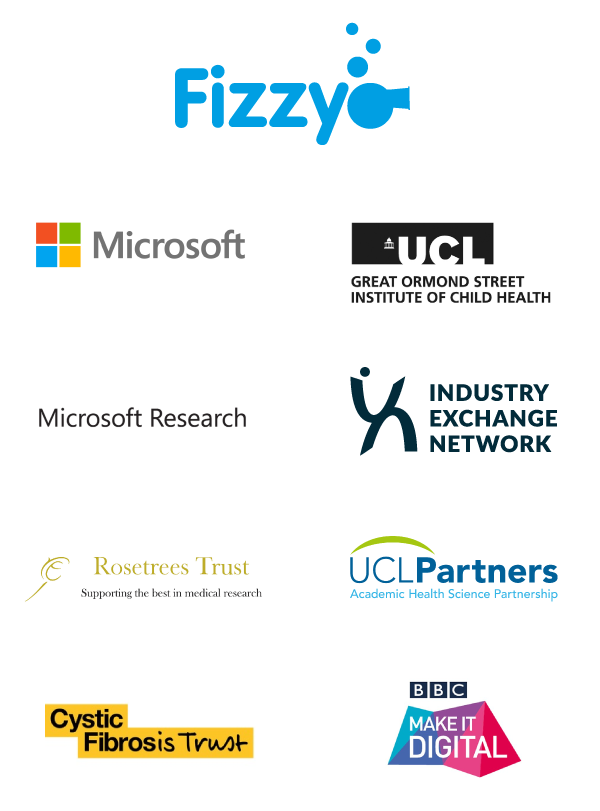 Fizzyo
Microsoft
UCL
GREAT ORMOND STREET
INSTITUTE OF CHILD HEALTH
Microsoft Research
INDUSTRY
EXCHANGE
NETWORK
Rosetrees Trust
Supporting the best in medical research
UCLPartners
Academic Health Science Partnership
Cystic
Fibrosis Trust
BBC
MAKE IT
DIGITAL